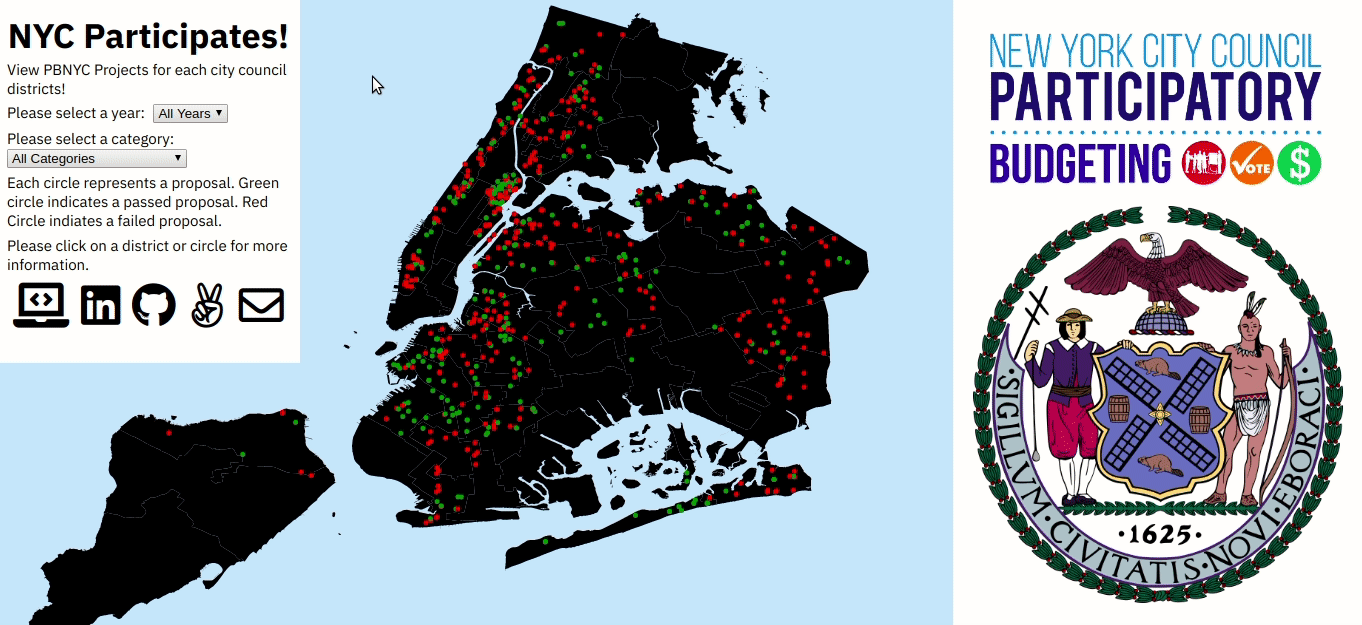 NYC Participates!
View PBNYC Projects for each city council
districts!
Please select a year: All Years
Please select a category:
All Categories
Each circle represents a proposal. Green
circle indicates a passed proposal. Red
Circle indiates a failed proposal.
Please click on a district or circle for more
information.
in
NEW YORK CITY COUNCIL
PARTICIPATORY
BUDGETING VOTE $
·SIGILLVM·CIVITATIS·NOVI·EBORACI·
·1625·